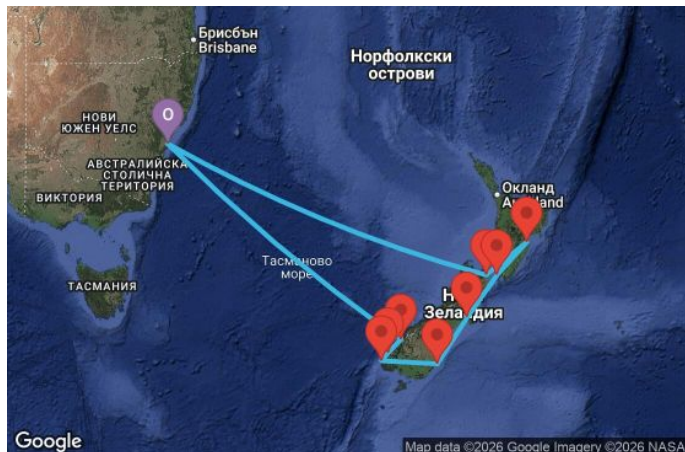 Брисбън
Brisbane
Норфолкски
острови
O
НОВИ
ЮЖЕН УЕЛС
АВСТРАЛИЙСКА
СТОЛИЧНА
ТЕРИТОРИЯ
ВИКТОРИЯ
Окланд
Тасманово
море
ТАСМАНИЯ
Зеландия
Google
Map data ©2026 Google Imagery ©2026 NASA